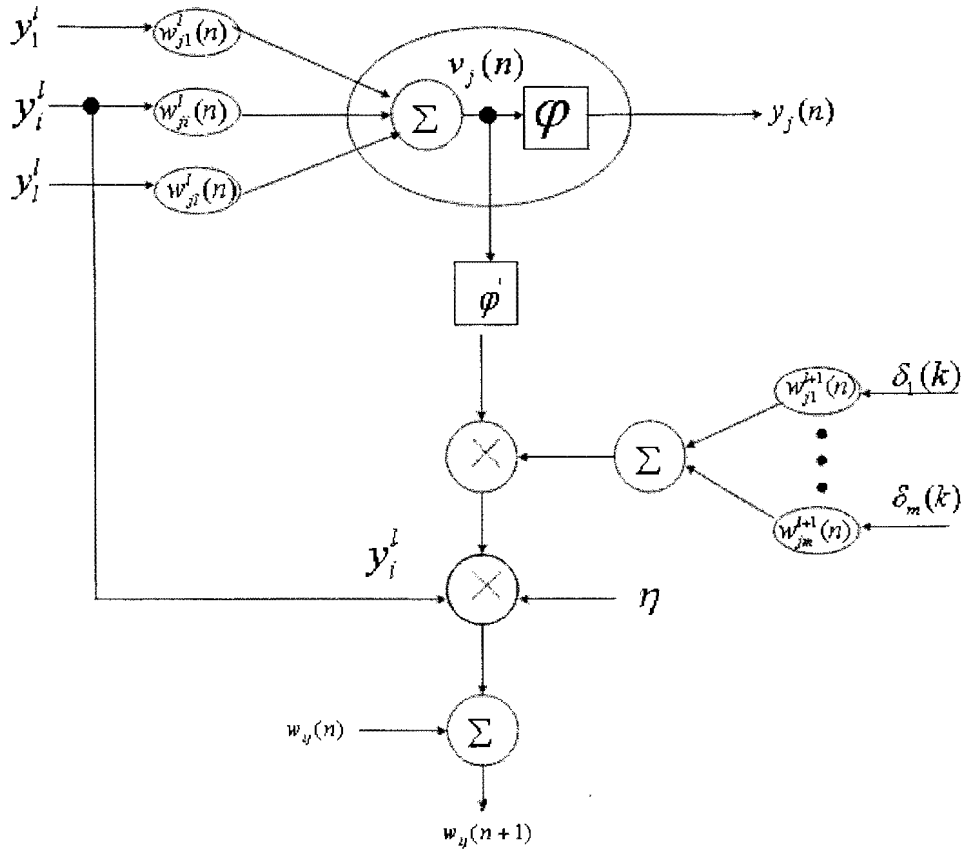 y_1^l
w_{j1}^l(n)
v_j(n)
y_i^l
w_{ji}^l(n)
Σ
φ
y_j(n)
y_l^l
w_{jl}^l(n)
φ'
w_{j1}^{l+1}(n)
δ_1(k)
×
Σ
w_{jm}^{l+1}(n)
δ_m(k)
y_i^l
×
η
w_{ij}(n)
Σ
w_{ij}(n+1)